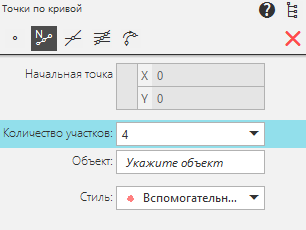 Точки по кривой
?
N
Начальная точка X 0
Y 0
Количество участков: 4
Объект: Укажите объект
Стиль: Вспомогательн...